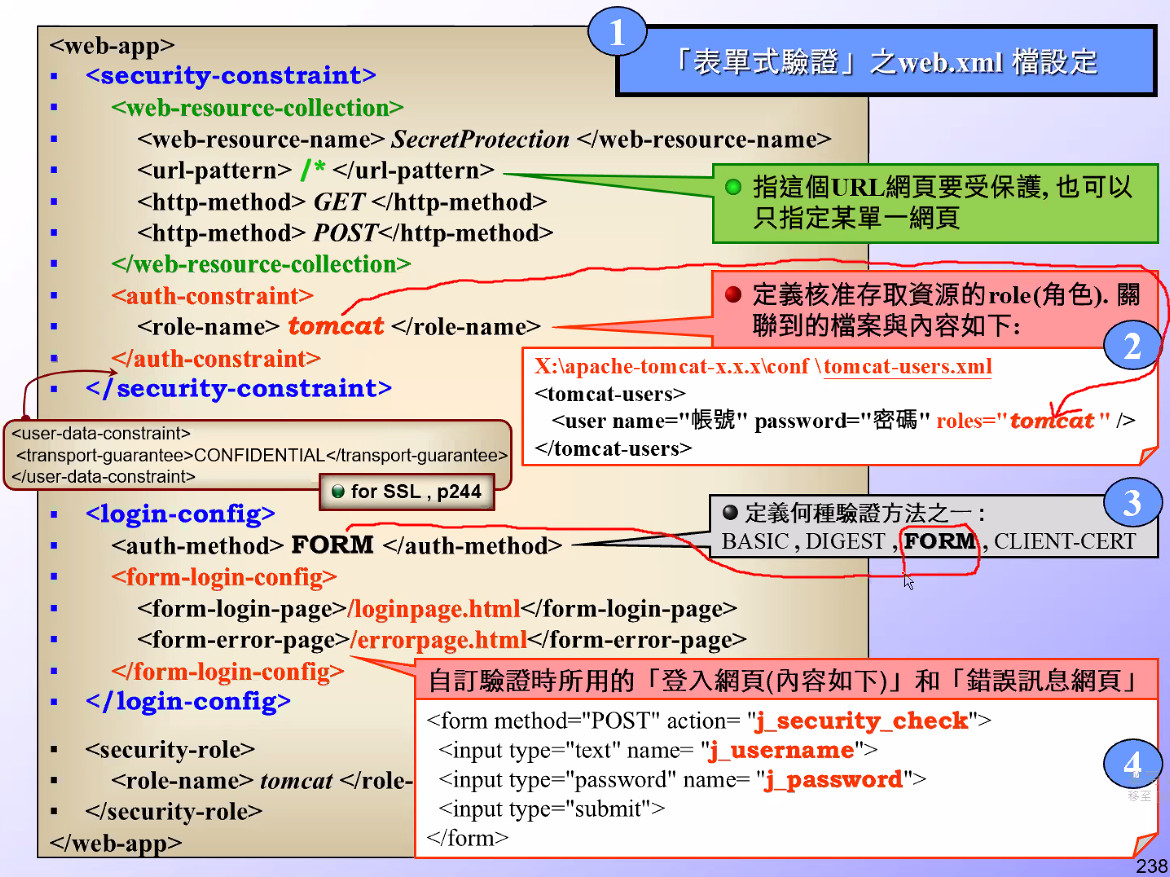 1
「表單式驗證」之web.xml 檔設定
<web-app>
▪ <security-constraint>
▪ <web-resource-collection>
▪ <web-resource-name> SecretProtection </web-resource-name>
▪ <url-pattern> /* </url-pattern>
▪ <http-method> GET </http-method>
▪ <http-method> POST</http-method>
▪ </web-resource-collection>
▪ <auth-constraint>
▪ <role-name> tomcat </role-name>
▪ </auth-constraint>
▪ </security-constraint>
指這個URL網頁要受保護, 也可以
只指定某單一網頁
定義核准存取資源的role(角色). 關
聯到的檔案與內容如下:
2
X:\apache-tomcat-x.x.x\conf \tomcat-users.xml
<tomcat-users>
<user name="帳號" password="密碼" roles="tomcat " />
</tomcat-users>
<user-data-constraint>
<transport-guarantee>CONFIDENTIAL</transport-guarantee>
</user-data-constraint>
for SSL , p244
▪ <login-config>
▪ <auth-method> FORM </auth-method>
▪ <form-login-config>
▪ <form-login-page>/loginpage.html</form-login-page>
▪ <form-error-page>/errorpage.html</form-error-page>
▪ </form-login-config>
▪ </login-config>
3
定義何種驗證方法之一 :
BASIC , DIGEST , FORM , CLIENT-CERT
▪ <security-role>
▪ <role-name> tomcat </role-
▪ </security-role>
</web-app>
自訂驗證時所用的「登入網頁(內容如下)」和「錯誤訊息網頁」
<form method="POST" action= "j_security_check">
<input type="text" name= "j_username">
<input type="password" name= "j_password">
<input type="submit">
</form>
4
移至
238